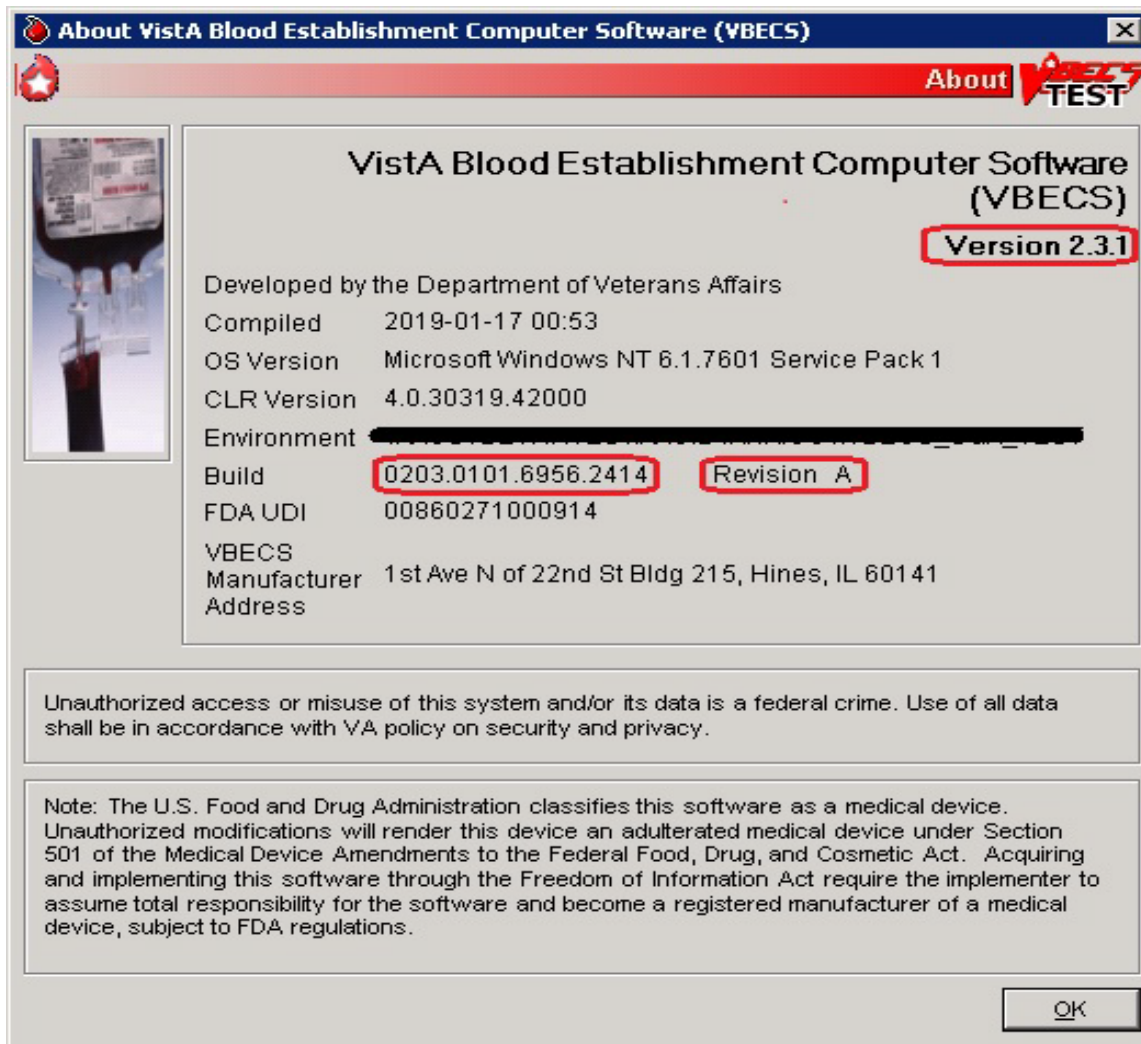 About VistA Blood Establishment Computer Software (VBECS)
About
VBECS
TEST
VistA Blood Establishment Computer Software
(VBECS)
Version 2.3.1
Developed by the Department of Veterans Affairs
Compiled 2019-01-17 00:53
OS Version Microsoft Windows NT 6.1.7601 Service Pack 1
CLR Version 4.0.30319.42000
Environment
Build 0203.0101.6956.2414 Revision A
FDA UDI 00860271000914
VBECS
Manufacturer 1st Ave N of 22nd St Bldg 215, Hines, IL 60141
Address
Unauthorized access or misuse of this system and/or its data is a federal crime. Use of all data
shall be in accordance with VA policy on security and privacy.
Note: The U.S. Food and Drug Administration classifies this software as a medical device.
Unauthorized modifications will render this device an adulterated medical device under Section
501 of the Medical Device Amendments to the Federal Food, Drug, and Cosmetic Act. Acquiring
and implementing this software through the Freedom of Information Act require the implementer to
assume total responsibility for the software and become a registered manufacturer of a medical
device, subject to FDA regulations.
OK